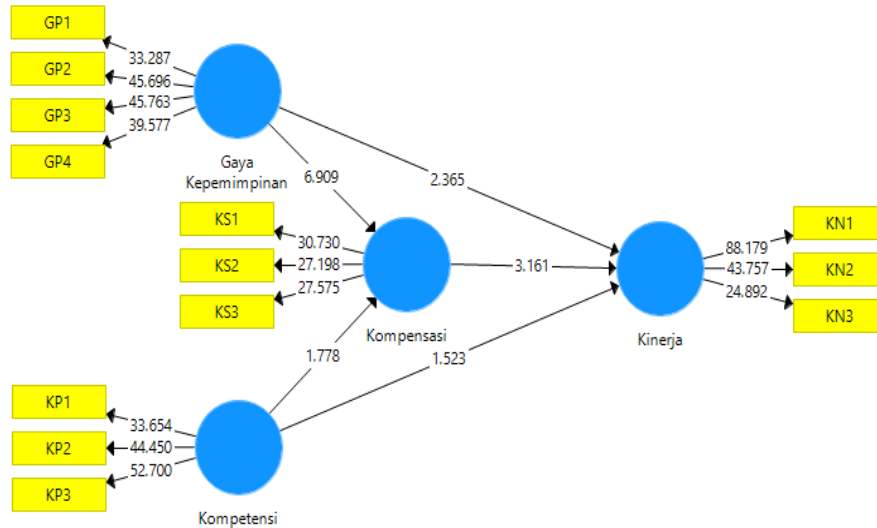 GP1
33.287
GP2
45.696
GP3
45.763
39.577
GP4
Gaya
Kepemimpinan
6.909
2.365
KS1
30.730
KS2
27.198
KS3
27.575
Kompensasi
3.161
KN1
88.179
KN2
43.757
24.892
KN3
Kinerja
1.778
1.523
KP1
33.654
KP2
44.450
52.700
KP3
Kompetensi